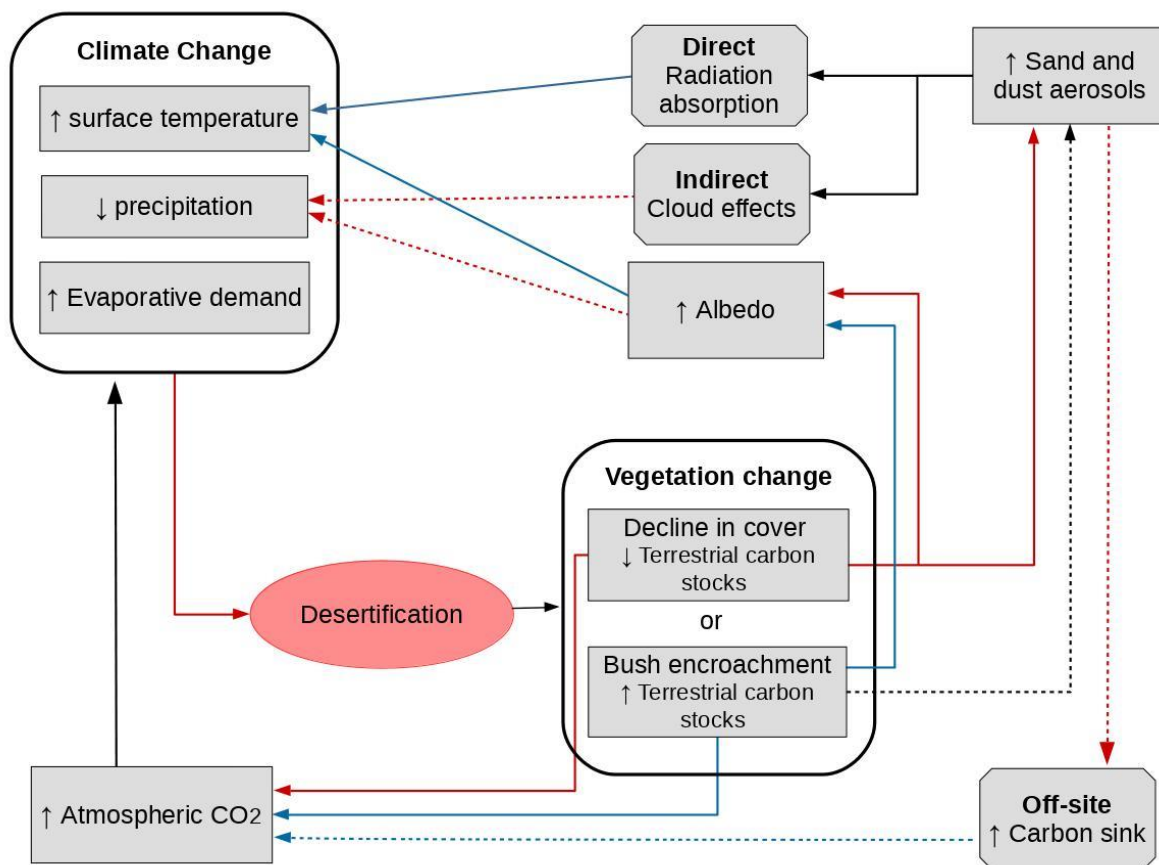 Climate Change
↑ surface temperature
↓ precipitation
↑ Evaporative demand
Direct
Radiation
absorption
Indirect
Cloud effects
↑ Albedo
↑ Sand and
dust aerosols
Desertification
Vegetation change
Decline in cover
↓ Terrestrial carbon
stocks
or
Bush encroachment
↑ Terrestrial carbon
stocks
↑ Atmospheric CO2
Off-site
↑ Carbon sink